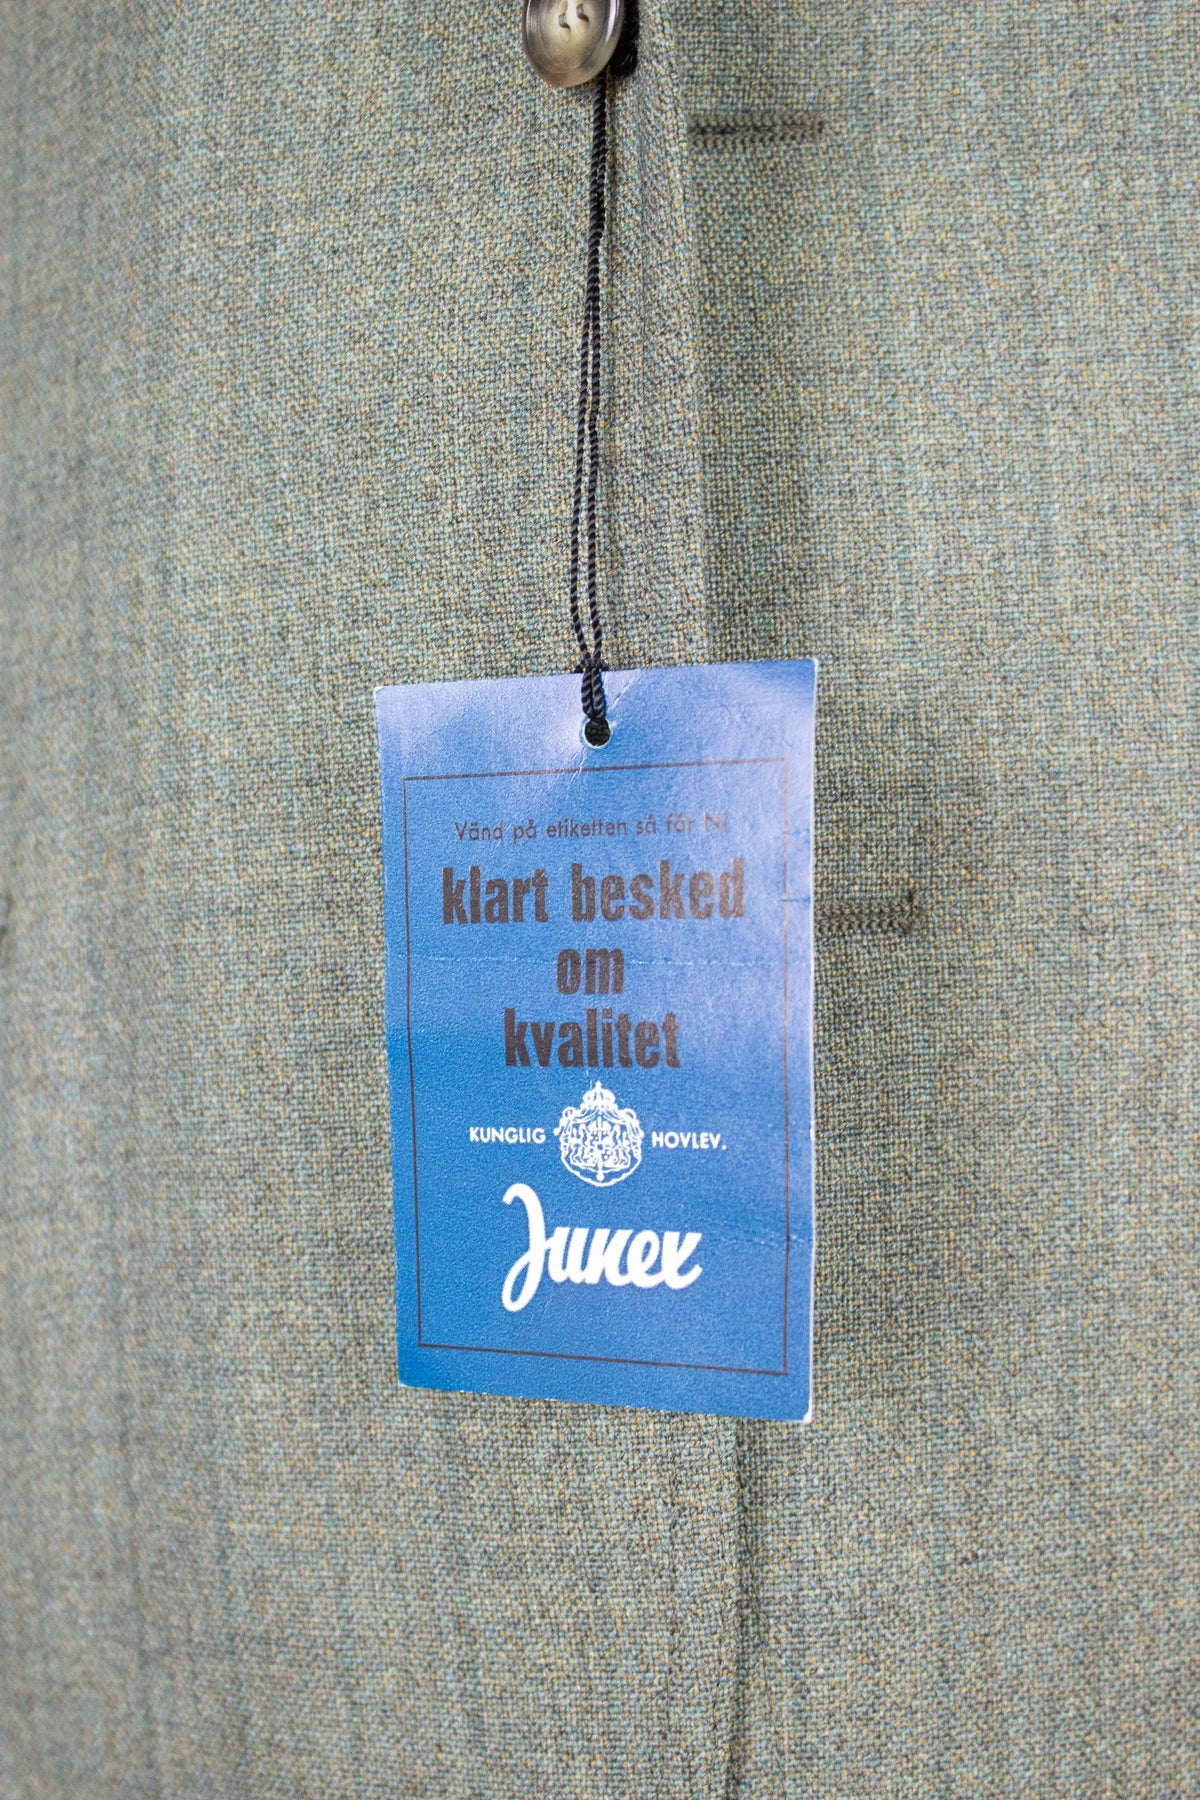 Vänd på etiketten så får Ni
klart besked
om
kvalitet
KUNGLIG HOVLEV.
Junex